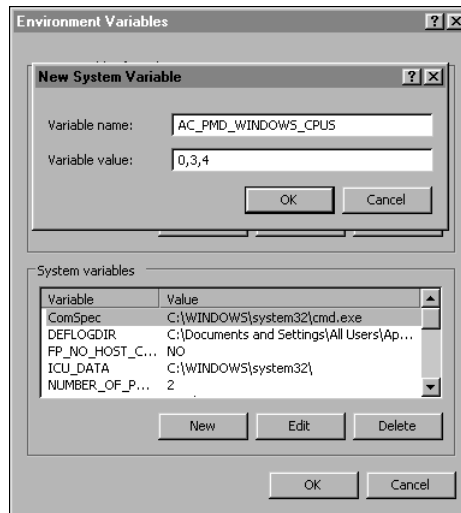 Environment Variables
New System Variable
Variable name: AC_PMD_WINDOWS_CPUS
Variable value: 0,3,4
OK Cancel
System variables
Variable Value
ComSpec C:\WINDOWS\system32\cmd.exe
DEFLOGDIR C:\Documents and Settings\All Users\Ap...
FP_NO_HOST_C... NO
ICU_DATA C:\WINDOWS\system32\
NUMBER_OF_P... 2
New Edit Delete
OK Cancel